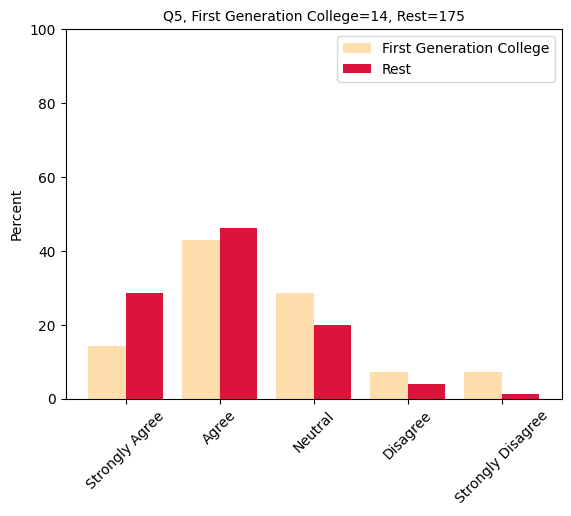 Q5, First Generation College=14, Rest=175
First Generation College
Rest
Percent
100
80
60
40
20
0
Strongly Agree
Agree
Neutral
Disagree
Strongly Disagree